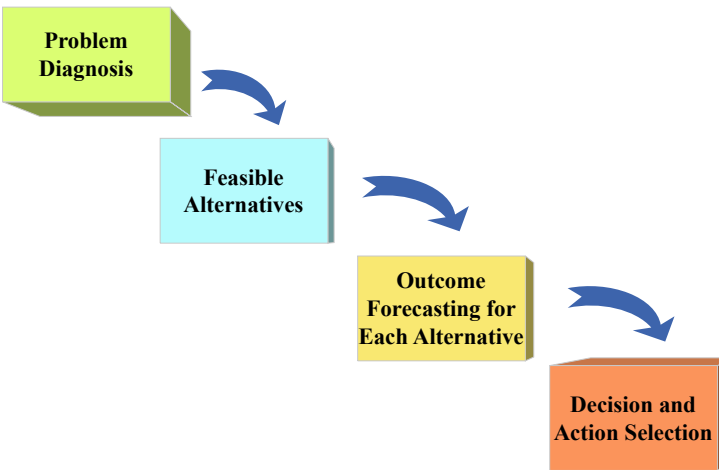 Problem
Diagnosis
Feasible
Alternatives
Outcome
Forecasting for
Each Alternative
Decision and
Action Selection